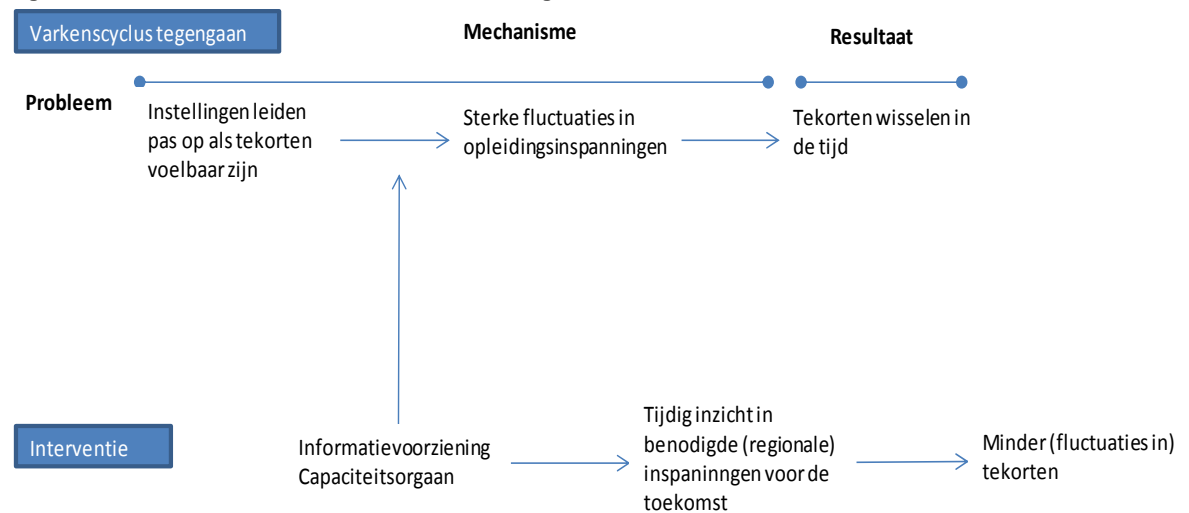 Varkenscyclus tegengaan
Mechanisme
Resultaat
Probleem
Instellingen leiden
pas op als tekorten
voelbaar zijn
Sterke fluctuaties in
opleidingsinspanningen
Tekorten wisselen in
de tijd
Interventie
Informatievoorziening
Capaciteitsorgaan
Tijdig inzicht in
benodigde (regionale)
inspaninngen voor de
toekomst
Minder (fluctuaties in)
tekorten